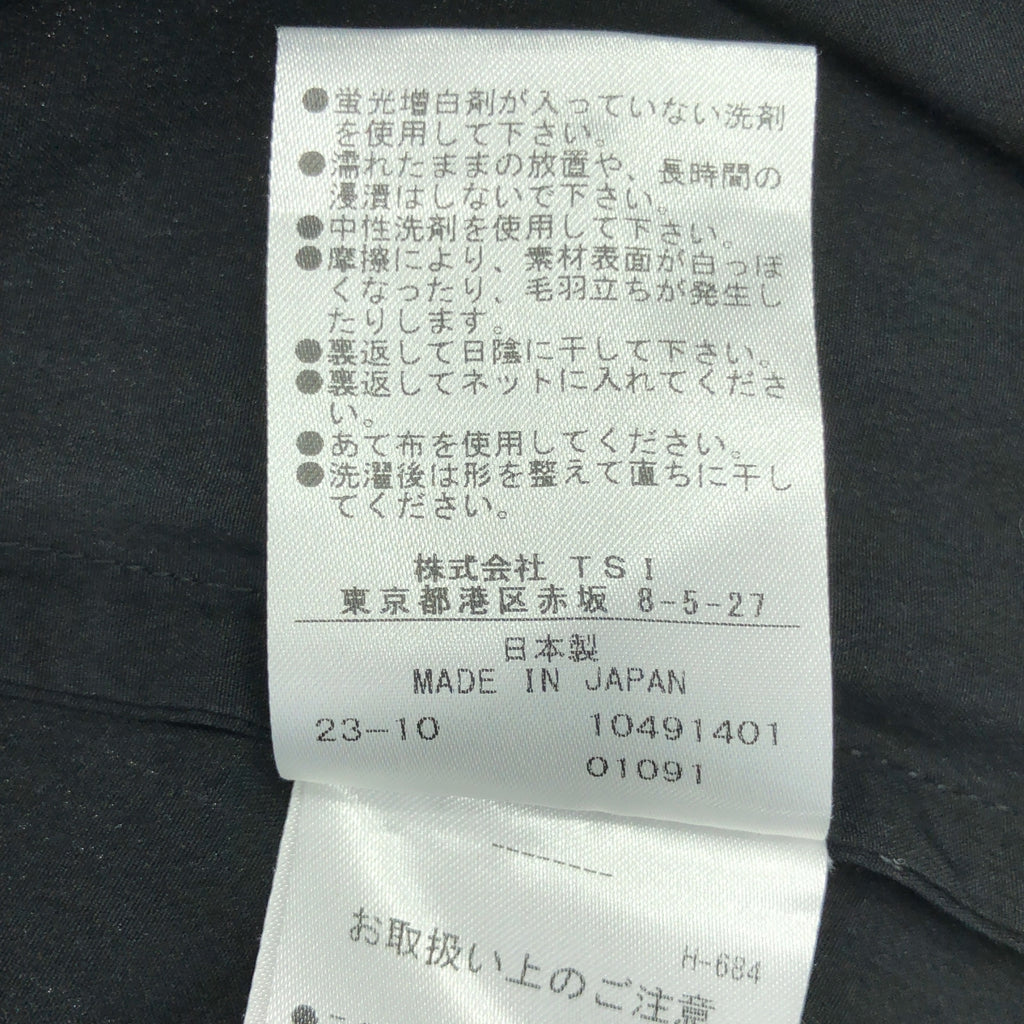 ●蛍光増白剤が入っていない洗剤
を使用して下さい。
●濡れたままの放置や、長時間の
浸漬はしないで下さい。
●中性洗剤を使用して下さい。
●摩擦により、素材表面が白っぽ
くなったり、毛羽立ちが発生し
たりします。
●裏返して日陰に干して下さい。
●裏返してネットに入れてくださ
い。
●あて布を使用してください。
●洗濯後は形を整えて直ちに干し
てください。
株式会社 TSI
東京都港区赤坂 8-5-27
日本製
MADE IN JAPAN
23-10 10491401
01091
-------
H-684
お取扱い上のご注意